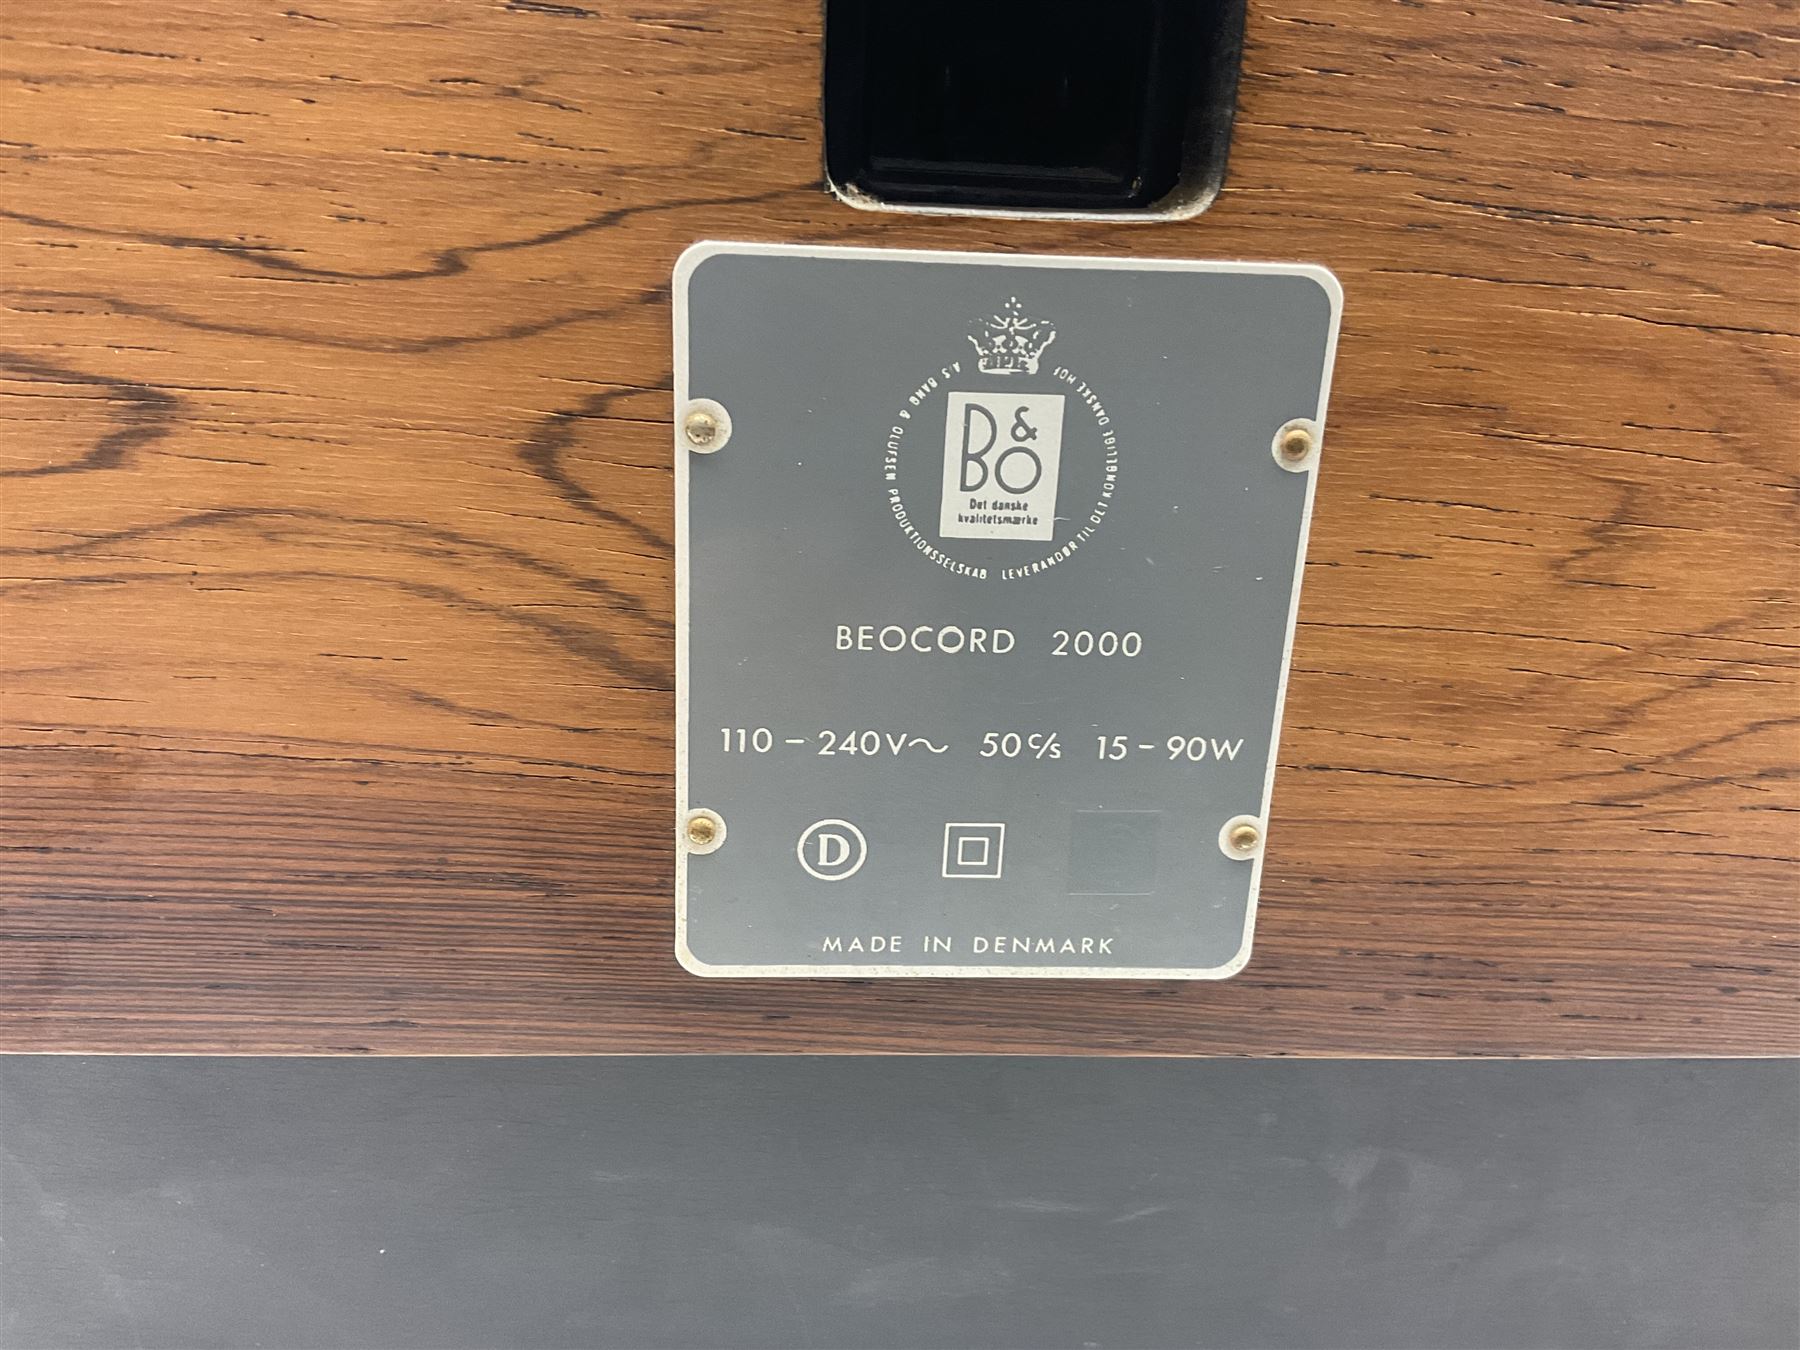 A/S BANG & OLUFSEN PRODUKTIONSSELSKAB LEVERANDØR TIL DET KONGELIGE DANSKE HOF
B&O
Det danske
kvalitetsmærke
BEOCORD 2000
110 – 240V~ 50 c/s 15 – 90W
D
MADE IN DENMARK